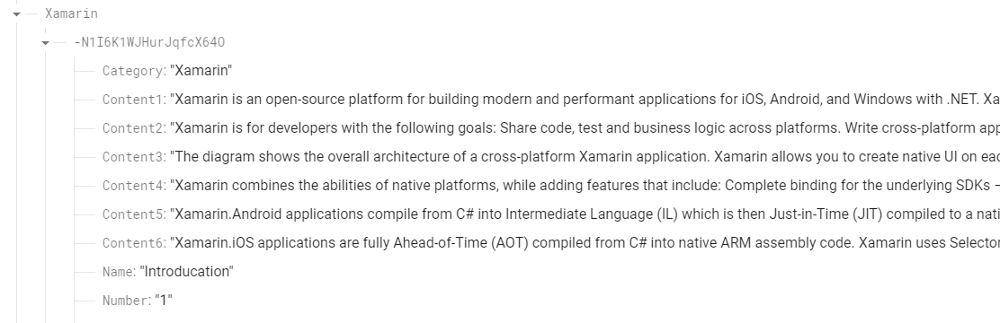 Xamarin
-N1I6K1WJHurJqfcX640
Category: "Xamarin"
Content1: "Xamarin is an open-source platform for building modern and performant applications for iOS, Android, and Windows with .NET. Xa
Content2: "Xamarin is for developers with the following goals: Share code, test and business logic across platforms. Write cross-platform app
Content3: "The diagram shows the overall architecture of a cross-platform Xamarin application. Xamarin allows you to create native UI on eac
Content4: "Xamarin combines the abilities of native platforms, while adding features that include: Complete binding for the underlying SDKs –
Content5: "Xamarin.Android applications compile from C# into Intermediate Language (IL) which is then Just-in-Time (JIT) compiled to a nati
Content6: "Xamarin.iOS applications are fully Ahead-of-Time (AOT) compiled from C# into native ARM assembly code. Xamarin uses Selector
Name: "Introducation"
Number: "1"